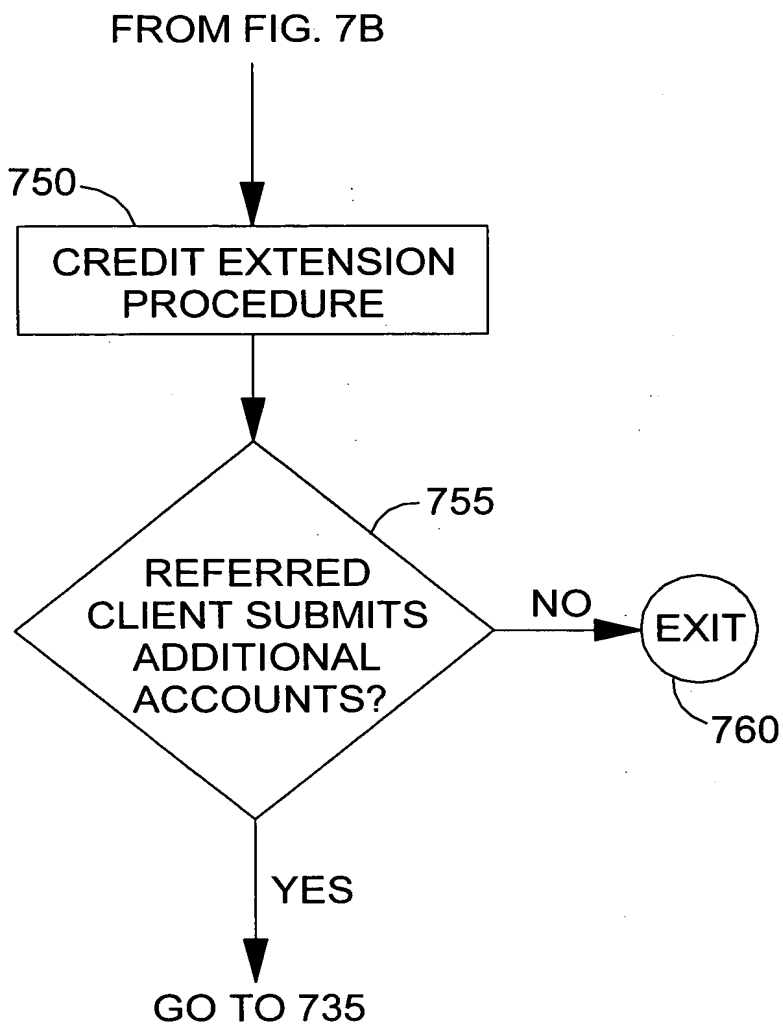 FROM FIG. 7B
750
CREDIT EXTENSION
PROCEDURE
755
REFERRED
CLIENT SUBMITS
ADDITIONAL
ACCOUNTS?
NO
EXIT
760
YES
GO TO 735